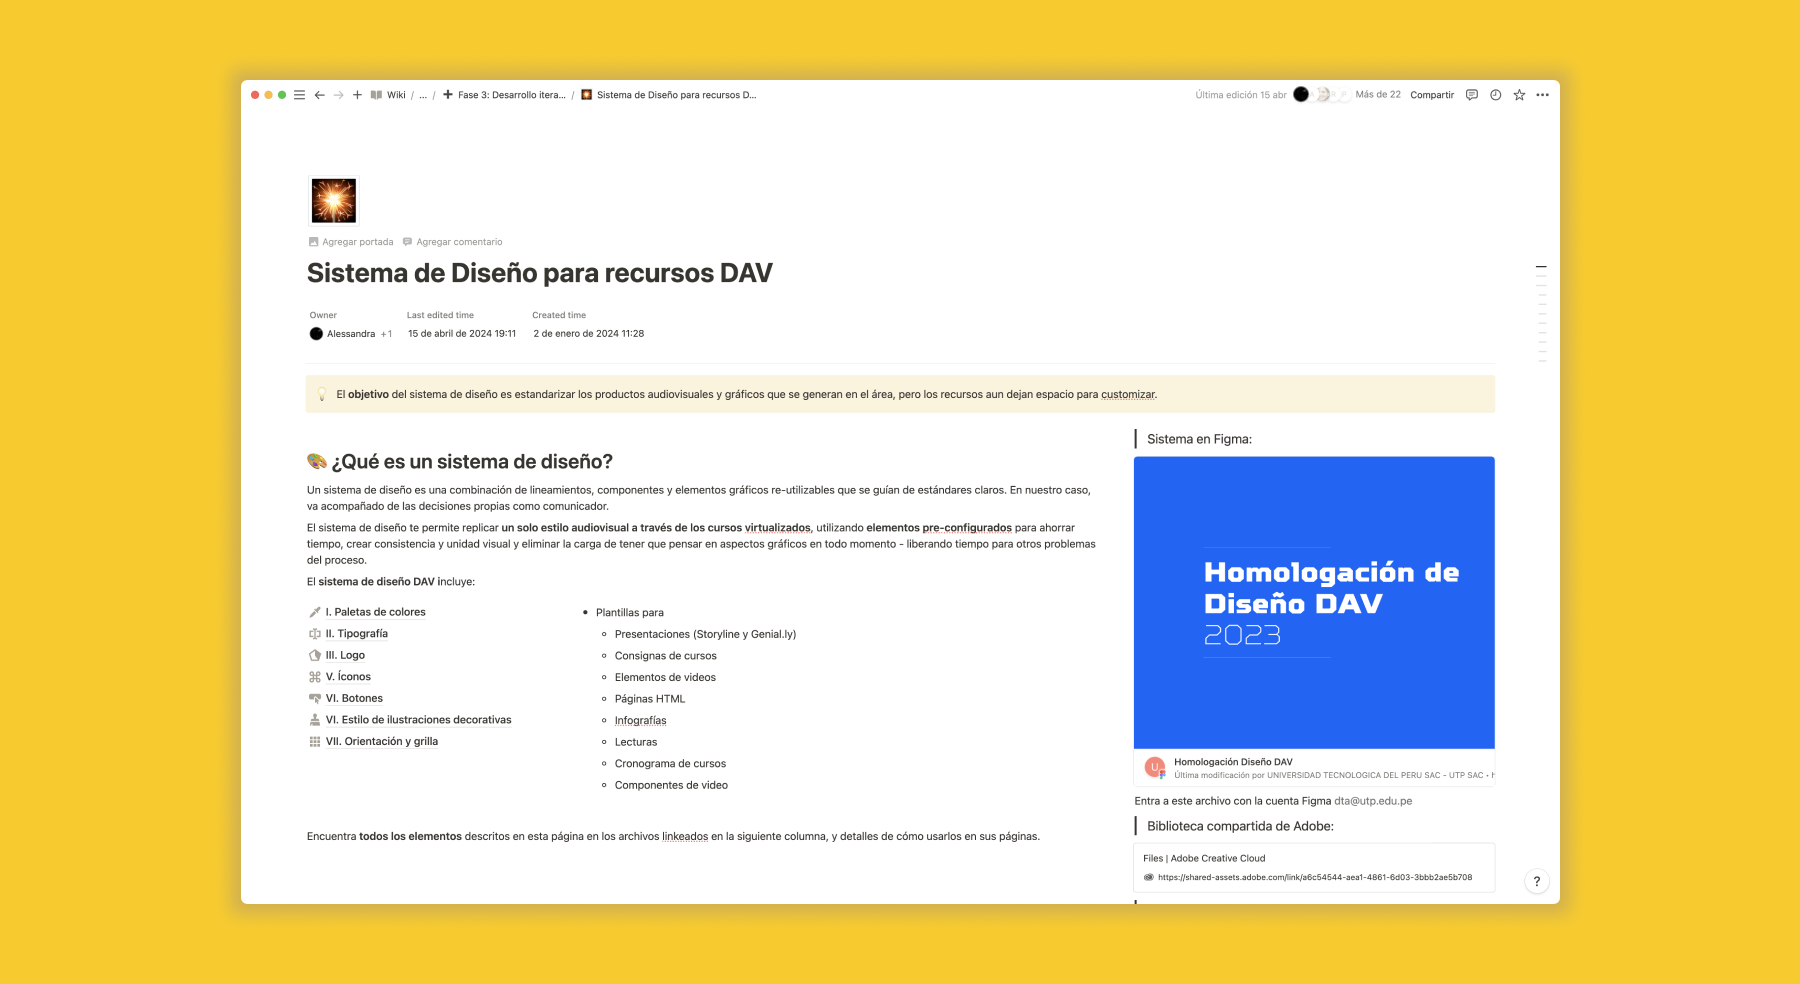 Wiki / ... / Fase 3: Desarrollo itera... / Sistema de Diseño para recursos D...
Última edición 15 abr Más de 22 Compartir
Agregar portada Agregar comentario
Sistema de Diseño para recursos DAV
Owner Last edited time Created time
Alessandra +1 15 de abril de 2024 19:11 2 de enero de 2024 11:28
El objetivo del sistema de diseño es estandarizar los productos audiovisuales y gráficos que se generan en el área, pero los recursos aun dejan espacio para customizar.
¿Qué es un sistema de diseño?
Un sistema de diseño es una combinación de lineamientos, componentes y elementos gráficos re-utilizables que se guían de estándares claros. En nuestro caso,
va acompañado de las decisiones propias como comunicador.
El sistema de diseño te permite replicar un solo estilo audiovisual a través de los cursos virtualizados, utilizando elementos pre-configurados para ahorrar
tiempo, crear consistencia y unidad visual y eliminar la carga de tener que pensar en aspectos gráficos en todo momento - liberando tiempo para otros problemas
del proceso.
El sistema de diseño DAV incluye:
I. Paletas de colores
II. Tipografía
III. Logo
V. Íconos
VI. Botones
VI. Estilo de ilustraciones decorativas
VII. Orientación y grilla
Plantillas para
Presentaciones (Storyline y Genial.ly)
Consignas de cursos
Elementos de videos
Páginas HTML
Infografías
Lecturas
Cronograma de cursos
Componentes de video
Encuentra todos los elementos descritos en esta página en los archivos linkeados en la siguiente columna, y detalles de cómo usarlos en sus páginas.
Sistema en Figma:
Homologación de
Diseño DAV
2023
U
Homologación Diseño DAV
Última modificación por UNIVERSIDAD TECNOLOGICA DEL PERU SAC - UTP SAC •
Entra a este archivo con la cuenta Figma dta@utp.edu.pe
Biblioteca compartida de Adobe:
Files | Adobe Creative Cloud
https://shared-assets.adobe.com/link/a6c54544-aea1-4861-6d03-3bbb2ae5b708
?